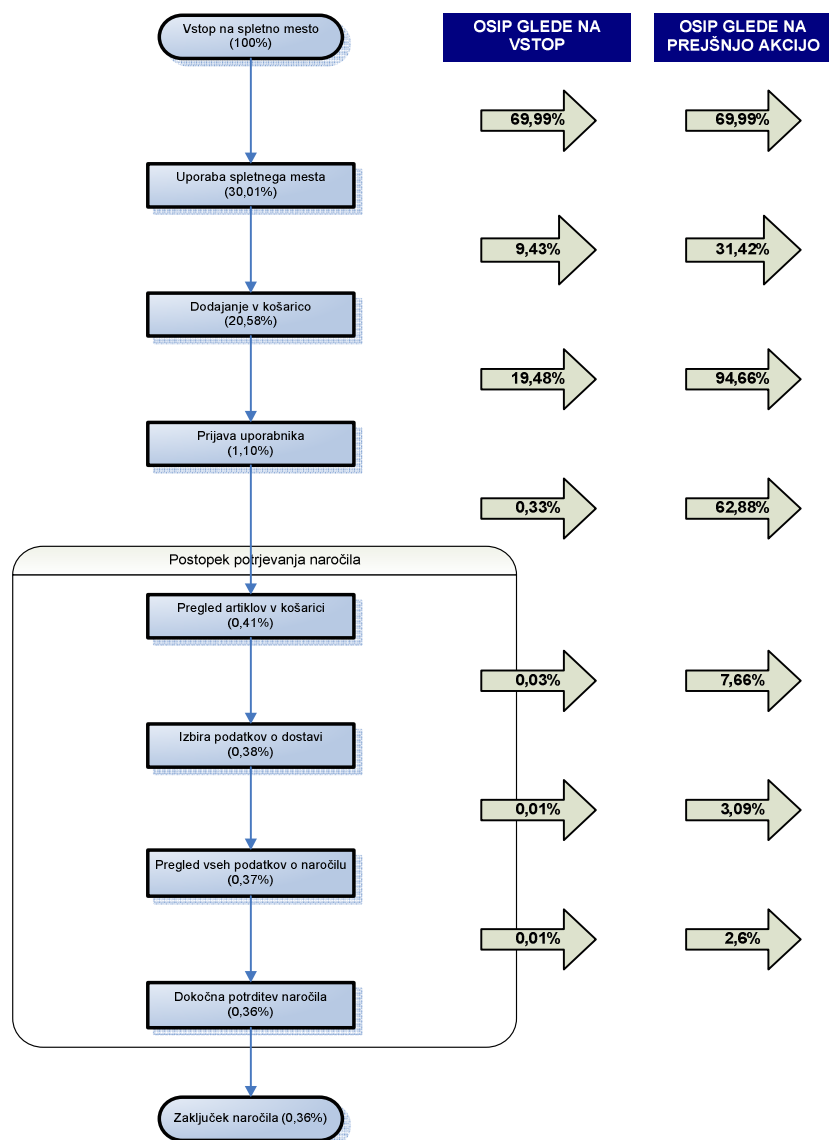 Vstop na spletno mesto
(100%)
OSIP GLEDE NA
VSTOP
OSIP GLEDE NA
PREJŠNJO AKCIJO
69,99%
69,99%
Uporaba spletnega mesta
(30,01%)
9,43%
31,42%
Dodajanje v košarico
(20,58%)
19,48%
94,66%
Prijava uporabnika
(1,10%)
0,33%
62,88%
Postopek potrjevanja naročila
Pregled artiklov v košarici
(0,41%)
0,03%
7,66%
Izbira podatkov o dostavi
(0,38%)
0,01%
3,09%
Pregled vseh podatkov o naročilu
(0,37%)
0,01%
2,6%
Dokočna potrditev naročila
(0,36%)
Zaključek naročila (0,36%)